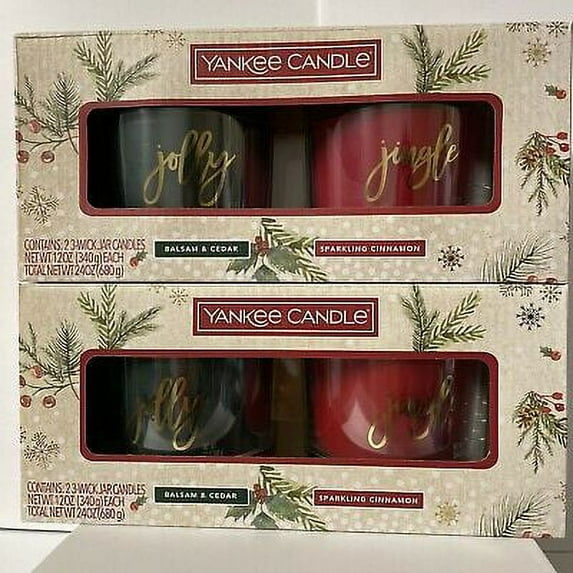 YANKEE CANDLE®
jolly
jingle
CONTAINS: 2 3-WICK JAR CANDLES
NET WT 12 OZ (340 g) EACH
TOTAL NET WT 24 OZ (680 g)
BALSAM & CEDAR
SPARKLING CINNAMON
YANKEE CANDLE®
jolly
jingle
CONTAINS: 2 3-WICK JAR CANDLES
NET WT 12 OZ (340 g) EACH
TOTAL NET WT 24 OZ (680 g)
BALSAM & CEDAR
SPARKLING CINNAMON